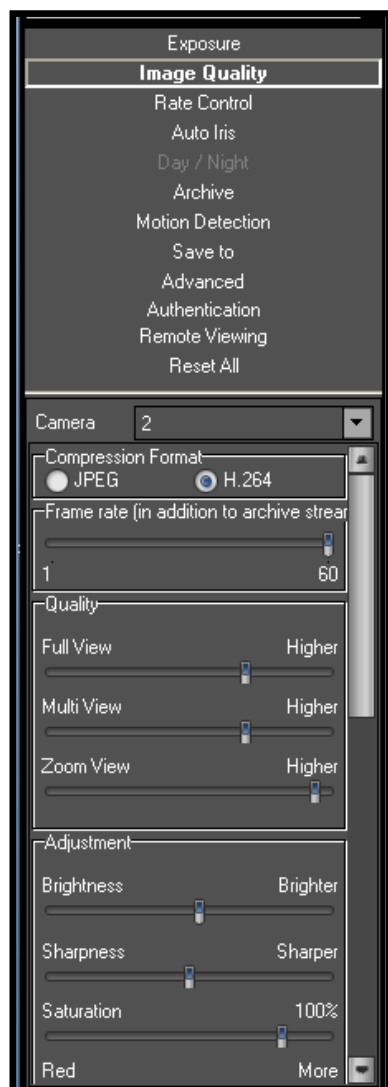 Exposure
Image Quality
Rate Control
Auto Iris
Day / Night
Archive
Motion Detection
Save to
Advanced
Authentication
Remote Viewing
Reset All
Camera 2
Compression Format
JPEG H.264
Frame rate (in addition to archive strear
1 60
Quality
Full View Higher
Multi View Higher
Zoom View Higher
Adjustment
Brightness Brighter
Sharpness Sharper
Saturation 100%
Red More